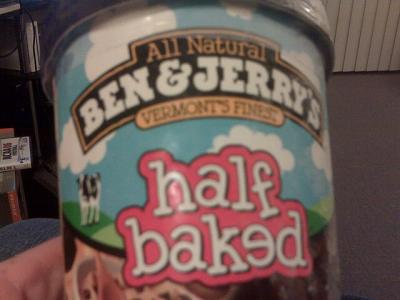 All Natural
BEN & JERRY'S
VERMONT'S FINEST
half
baked